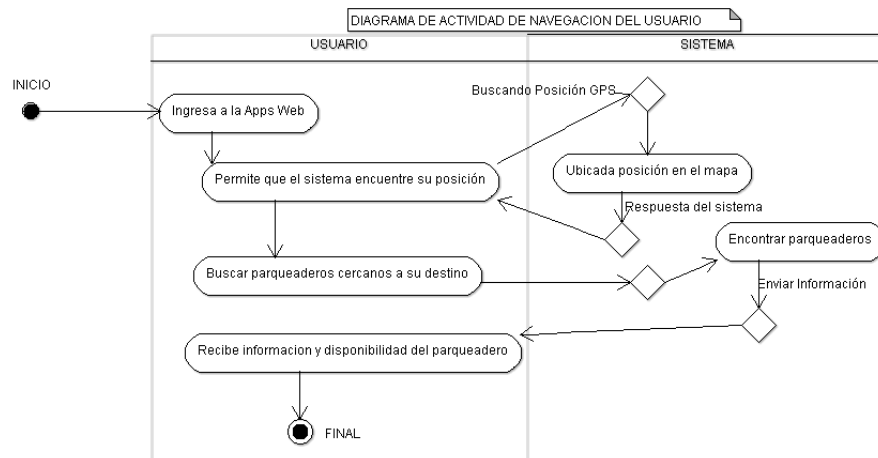 DIAGRAMA DE ACTIVIDAD DE NAVEGACION DEL USUARIO
USUARIO
SISTEMA
INICIO
Buscando Posición GPS
Ingresa a la Apps Web
Permite que el sistema encuentre su posición
Ubicada posición en el mapa
Respuesta del sistema
Encontrar parqueaderos
Buscar parqueaderos cercanos a su destino
Enviar Información
Recibe informacion y disponibilidad del parqueadero
FINAL